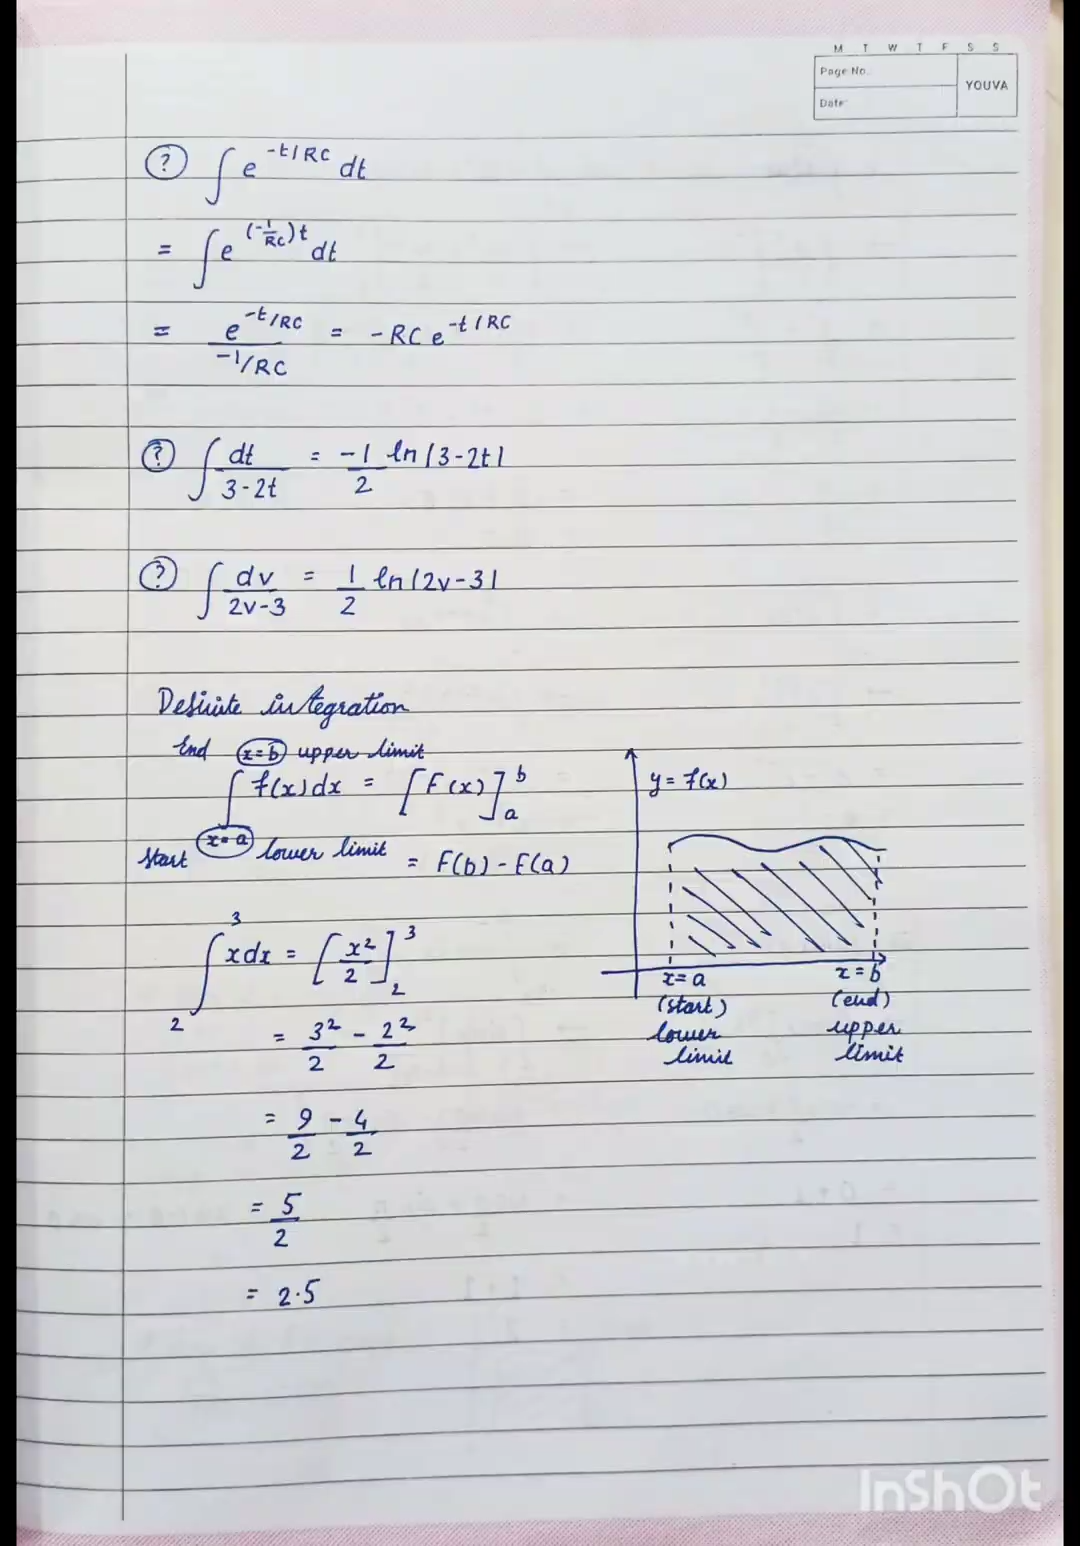 M T W T F S S
Page No.
YOUVA
Date
? ∫ e^(-t/RC) dt
= ∫ e^((-1/RC)t) dt
= e^(-t/RC) / (-1/RC) = -RC e^(-t/RC)
? ∫ dt/(3-2t) = -1/2 ln|3-2t|
? ∫ dv/(2v-3) = 1/2 ln|2v-3|
Definite integration
End x=b upper limit
∫ f(x)dx = [F(x)]_a^b
Start x=a lower limit = F(b) - F(a)
y = f(x)
x=a
(start)
lower
limit
x=b
(end)
upper
limit
∫_2^3 xdx = [x²/2]_2^3
= 3²/2 - 2²/2
= 9/2 - 4/2
= 5/2
= 2.5
InShOt